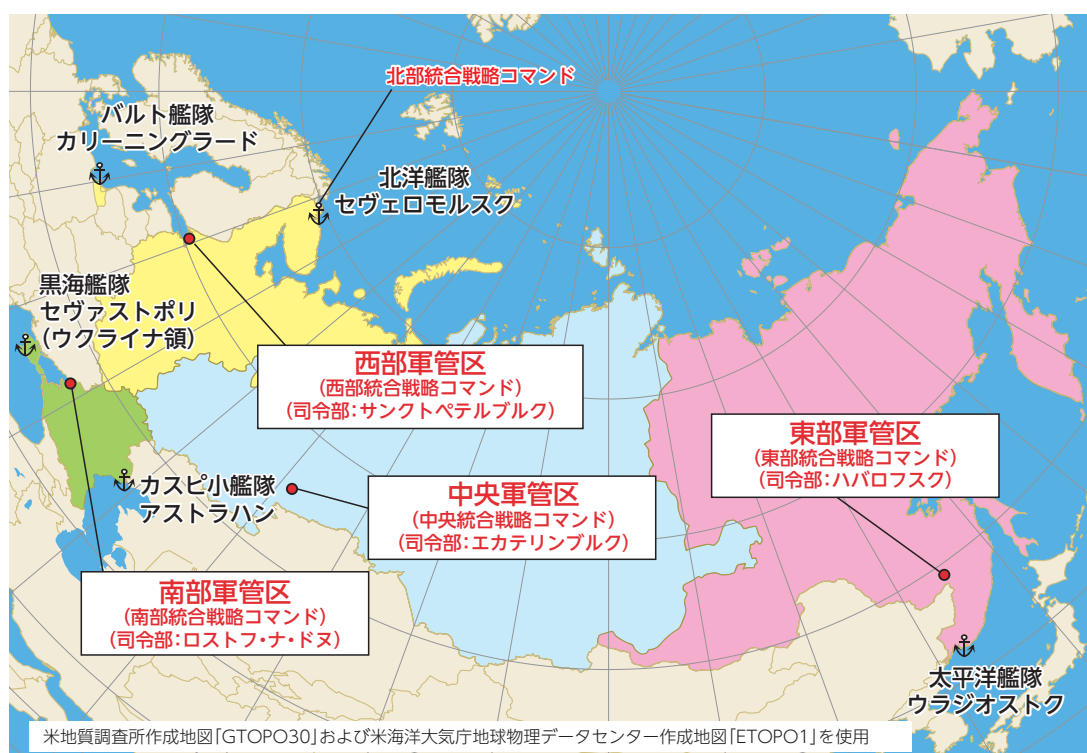 北部統合戦略コマンド
バルト艦隊
カリーニングラード
北洋艦隊
セヴェロモルスク
黒海艦隊
セヴァストポリ
(ウクライナ領)
西部軍管区
(西部統合戦略コマンド)
(司令部:サンクトペテルブルク)
東部軍管区
(東部統合戦略コマンド)
(司令部:ハバロフスク)
カスピ小艦隊
アストラハン
中央軍管区
(中央統合戦略コマンド)
(司令部:エカテリンブルク)
南部軍管区
(南部統合戦略コマンド)
(司令部:ロストフ・ナ・ドヌ)
太平洋艦隊
ウラジオストク
米地質調査所作成地図「GTOPO30」および米海洋大気庁地球物理データセンター作成地図「ETOPO1」を使用